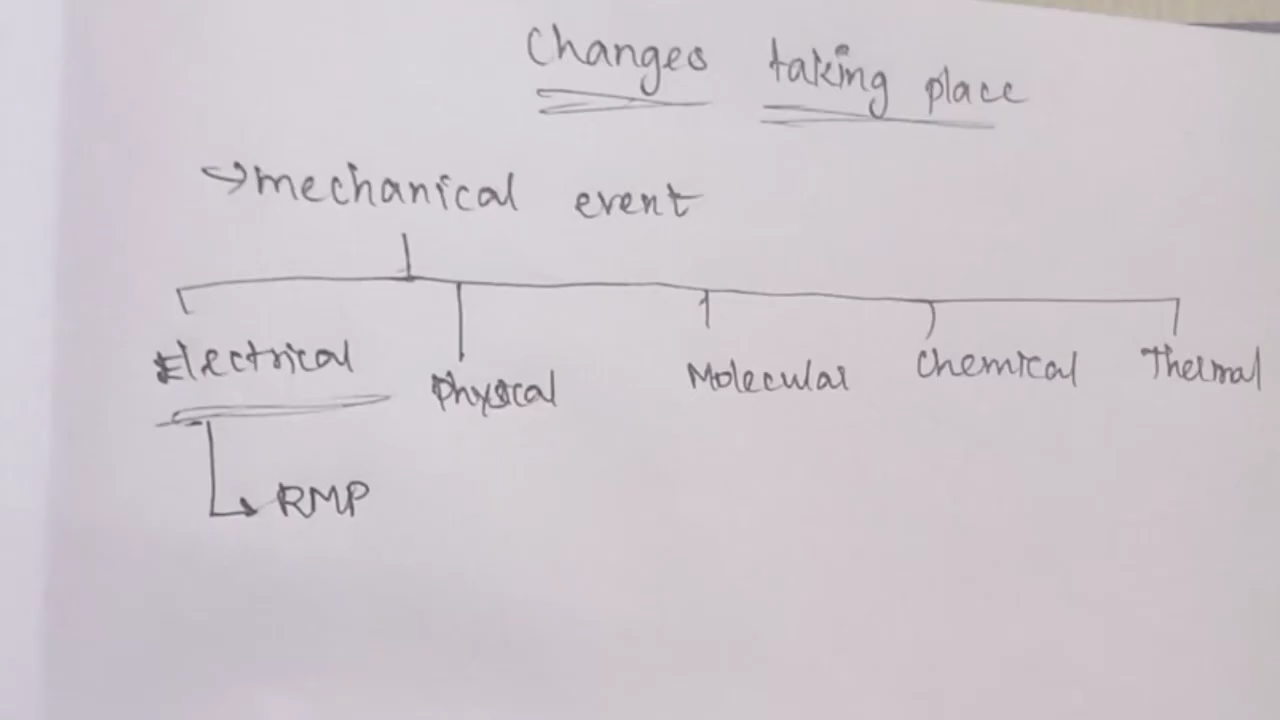 Changes taking place
→mechanical event
Electrical Physical Molecular Chemical Thermal
RMP